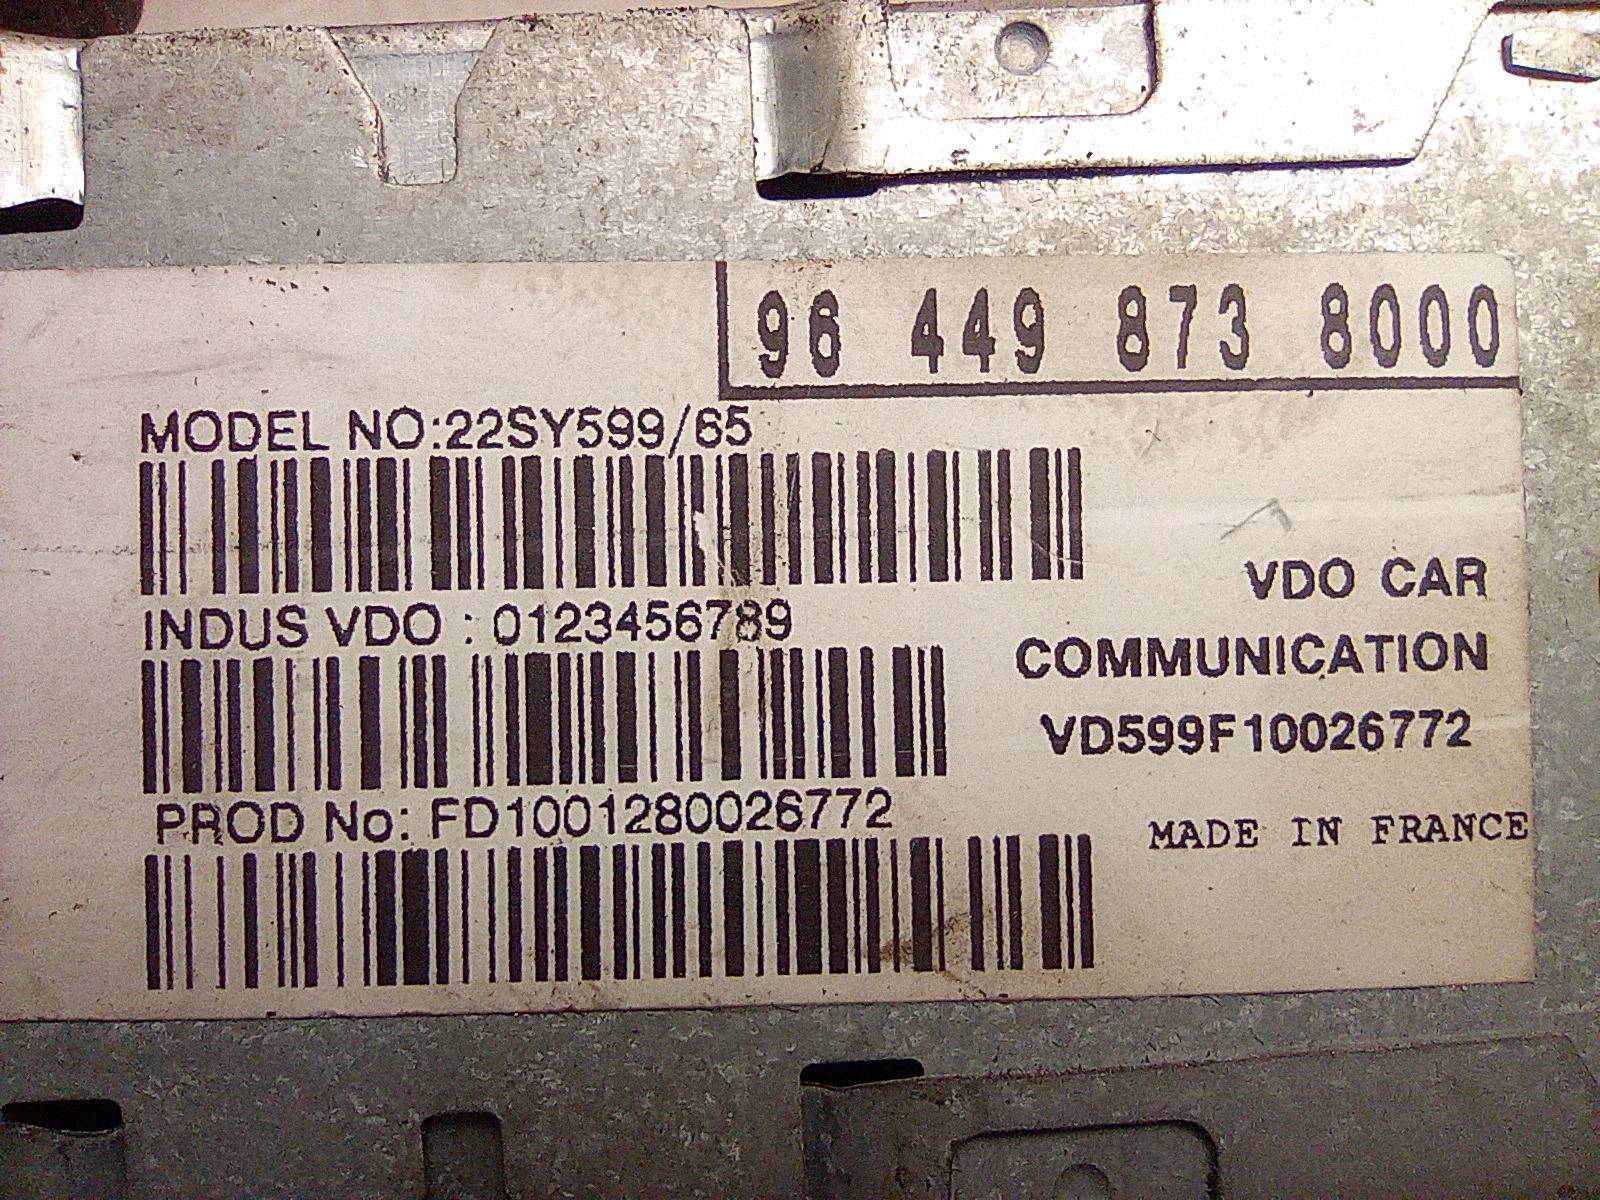 96 449 873 8000
MODEL NO:22SY599/65
INDUS VDO : 0123456789
VDO CAR
COMMUNICATION
VD599F10026772
PROD No: FD1001280026772
MADE IN FRANCE